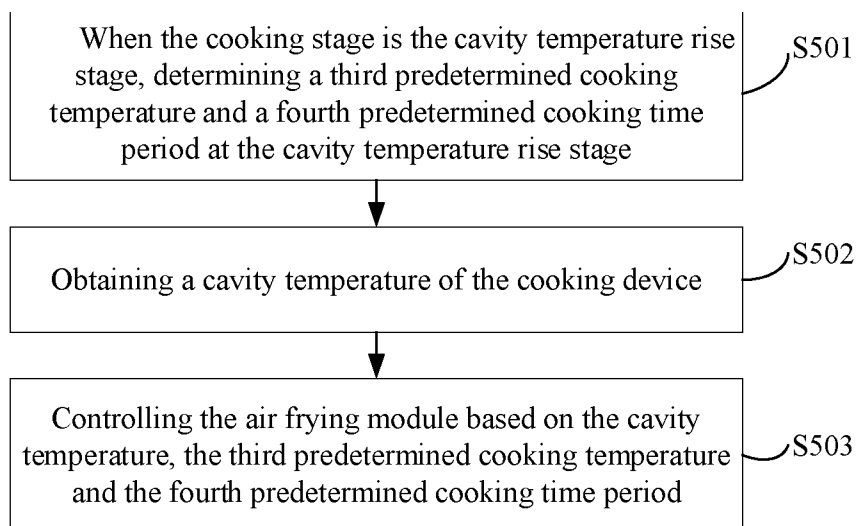 When the cooking stage is the cavity temperature rise
stage, determining a third predetermined cooking
temperature and a fourth predetermined cooking time
period at the cavity temperature rise stage
S501
Obtaining a cavity temperature of the cooking device
S502
Controlling the air frying module based on the cavity
temperature, the third predetermined cooking temperature
and the fourth predetermined cooking time period
S503